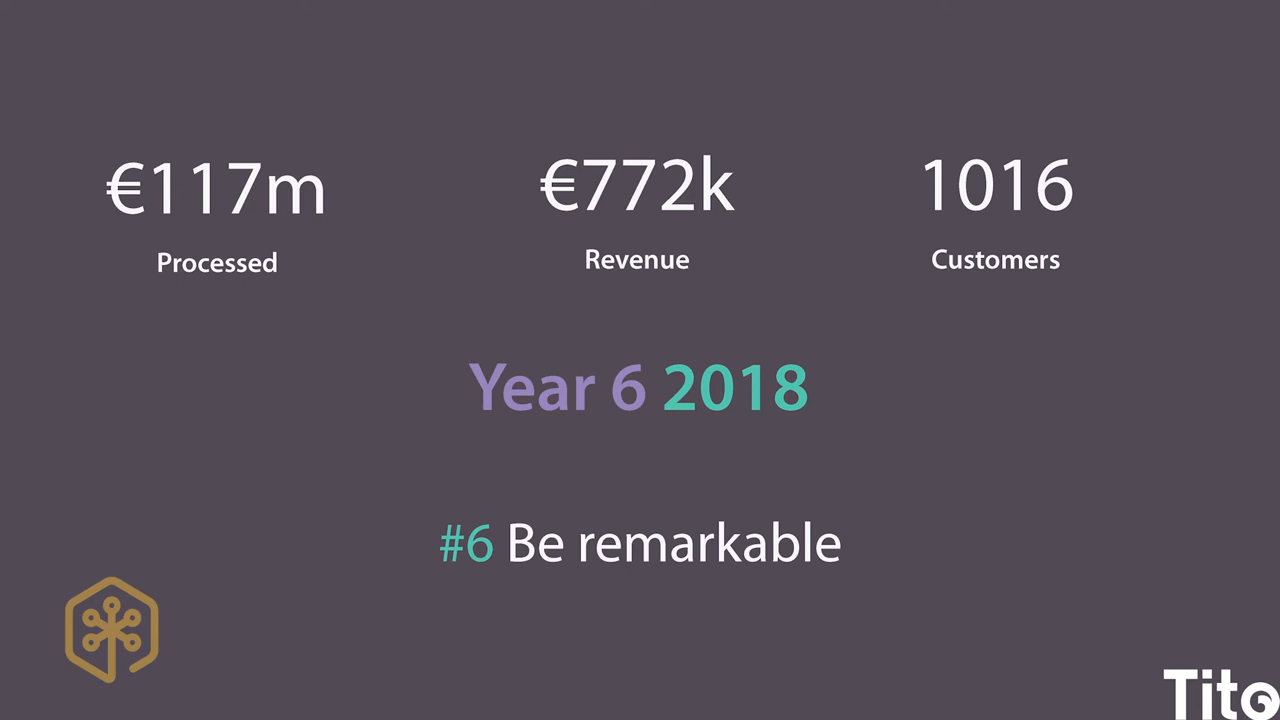 €117m €772k 1016
Processed Revenue Customers
Year 6 2018
#6 Be remarkable
Tito